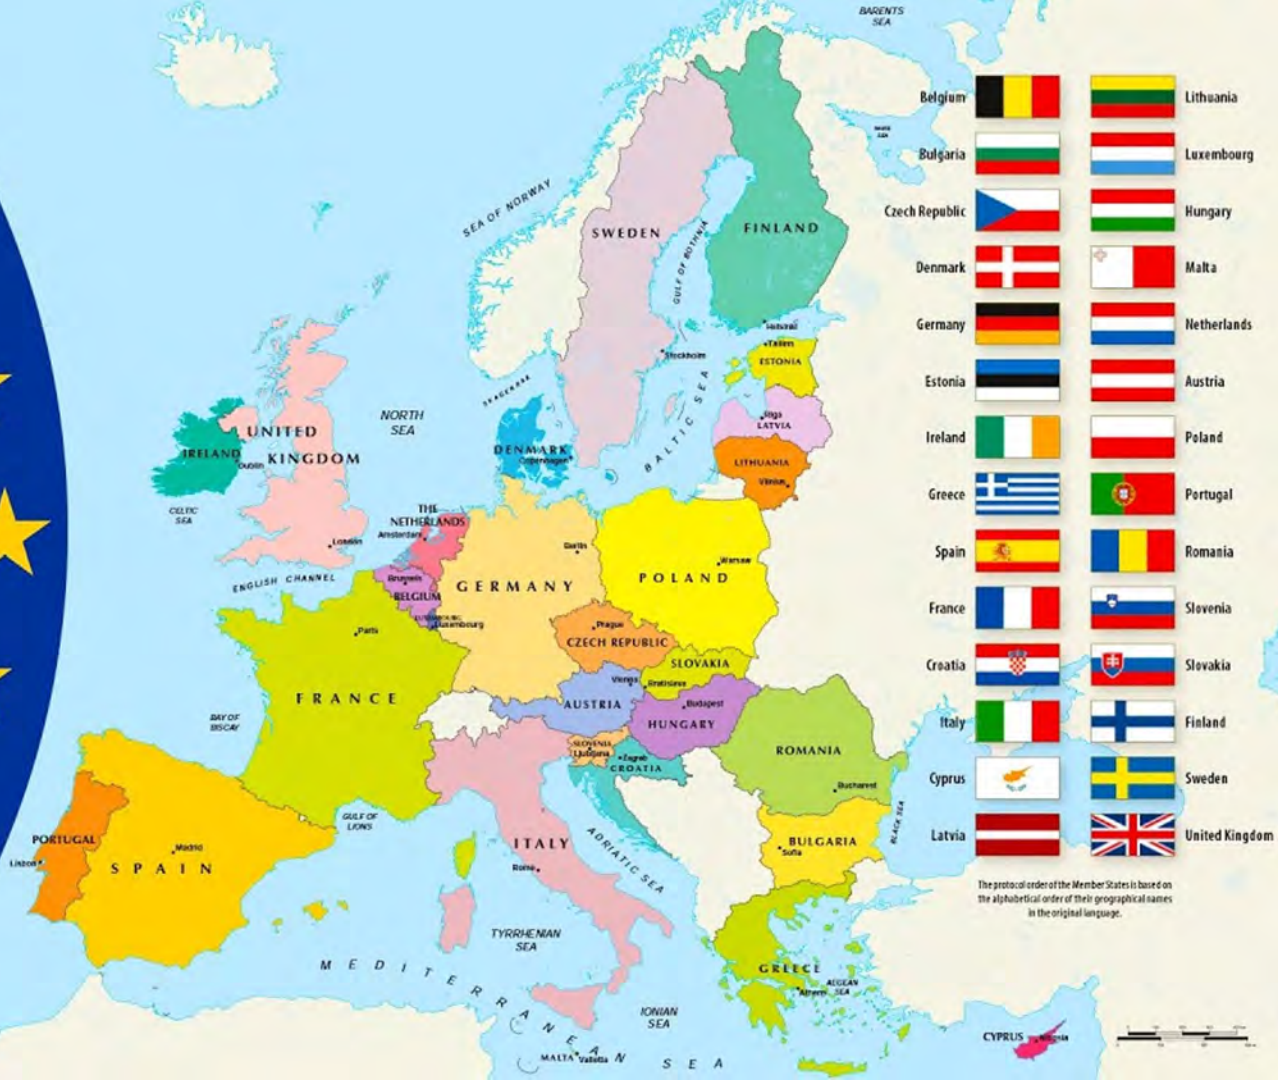 BARENTS
SEA
WHITE
SEA
SEA OF NORWAY
SWEDEN
FINLAND
GULF OF BOTHNIA
Helsinki
Tallinn
Stockholm
ESTONIA
SKAGERRAK
BALTIC SEA
Riga
LATVIA
NORTH
SEA
UNITED
KINGDOM
IRELAND
Dublin
DENMARK
Copenhagen
LITHUANIA
Vilnius
CELTIC
SEA
THE
NETHERLANDS
Amsterdam
London
Berlin
Warsaw
ENGLISH CHANNEL
Brussels
BELGIUM
GERMANY
POLAND
LUXEMBOURG
Luxembourg
Paris
Prague
CZECH REPUBLIC
SLOVAKIA
Vienna
Bratislava
FRANCE
AUSTRIA
Budapest
HUNGARY
BAY OF
BISCAY
SLOVENIA
Ljubljana
Zagreb
CROATIA
ROMANIA
Bucharest
GULF OF
LIONS
BLACK SEA
PORTUGAL
Lisbon
Madrid
SPAIN
ITALY
Rome
ADRIATIC SEA
BULGARIA
Sofia
TYRRHENIAN
SEA
MEDITERRANEAN SEA
GREECE
Athens
AEGEAN
SEA
IONIAN
SEA
MALTA Valletta
CYPRUS
Nicosia
Belgium
Lithuania
Bulgaria
Luxembourg
Czech Republic
Hungary
Denmark
Malta
Germany
Netherlands
Estonia
Austria
Ireland
Poland
Greece
Portugal
Spain
Romania
France
Slovenia
Croatia
Slovakia
Italy
Finland
Cyprus
Sweden
Latvia
United Kingdom
The protocol order of the Member States is based on
the alphabetical order of their geographical names
in the original language.